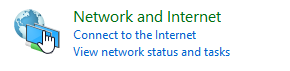 Network and Internet
Connect to the Internet
View network status and tasks